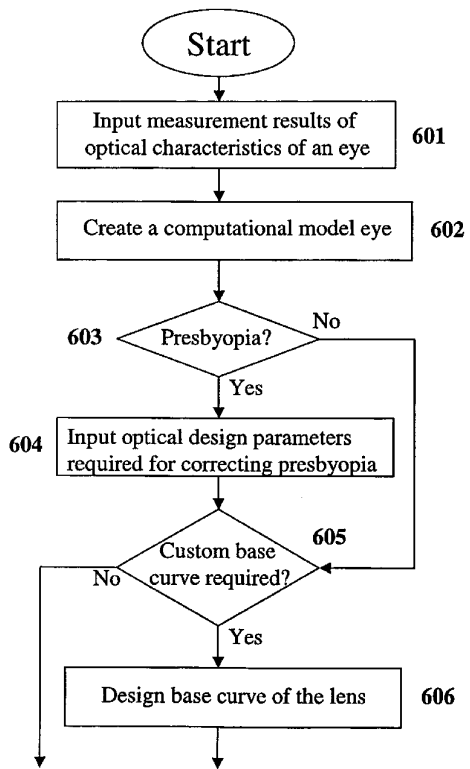 Start
Input measurement results of
optical characteristics of an eye
601
Create a computational model eye
602
603
Presbyopia?
No
Yes
604
Input optical design parameters
required for correcting presbyopia
605
Custom base
curve required?
No
Yes
Design base curve of the lens
606